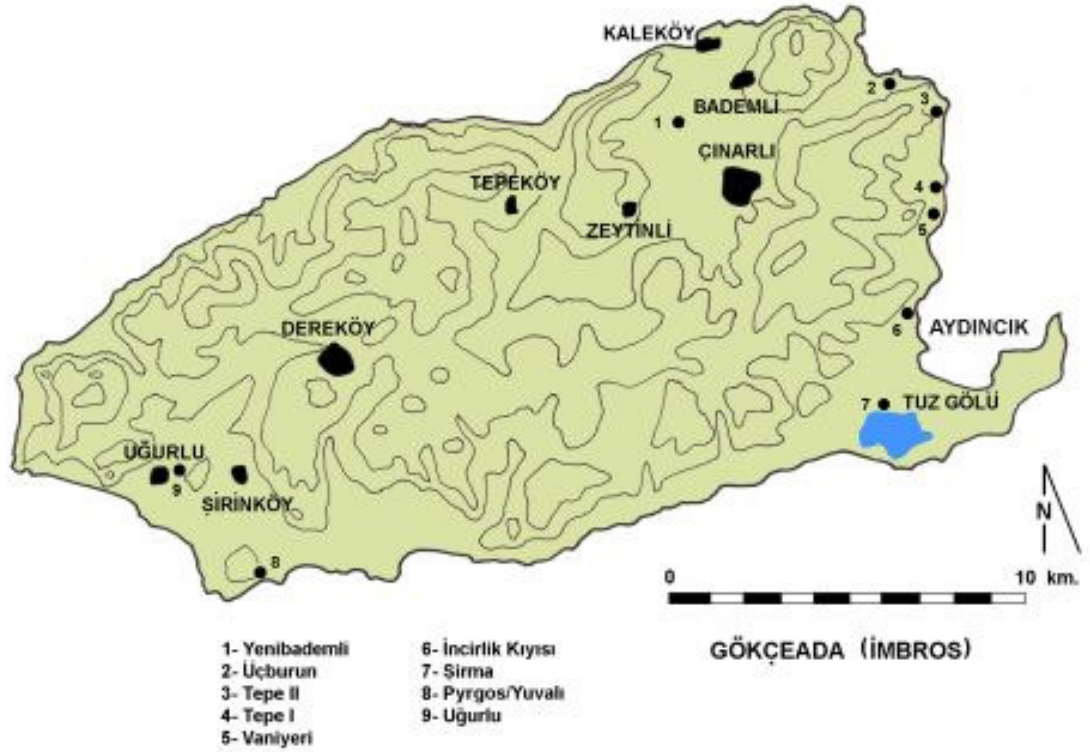 KALEKÖY
2
BADEMLİ
3
1
ÇINARLI
TEPEKÖY
4
ZEYTİNLİ
5
DEREKÖY
6
AYDINCIK
7
TUZ GÖLÜ
UĞURLU
9
ŞİRİNKÖY
8
N
0 10 km.
GÖKÇEADA (İMBROS)
1- Yenibademli
2- Üçburun
3- Tepe II
4- Tepe I
5- Vaniyeri
6- İncirlik Kıyısı
7- Şirma
8- Pyrgos/Yuvalı
9- Uğurlu